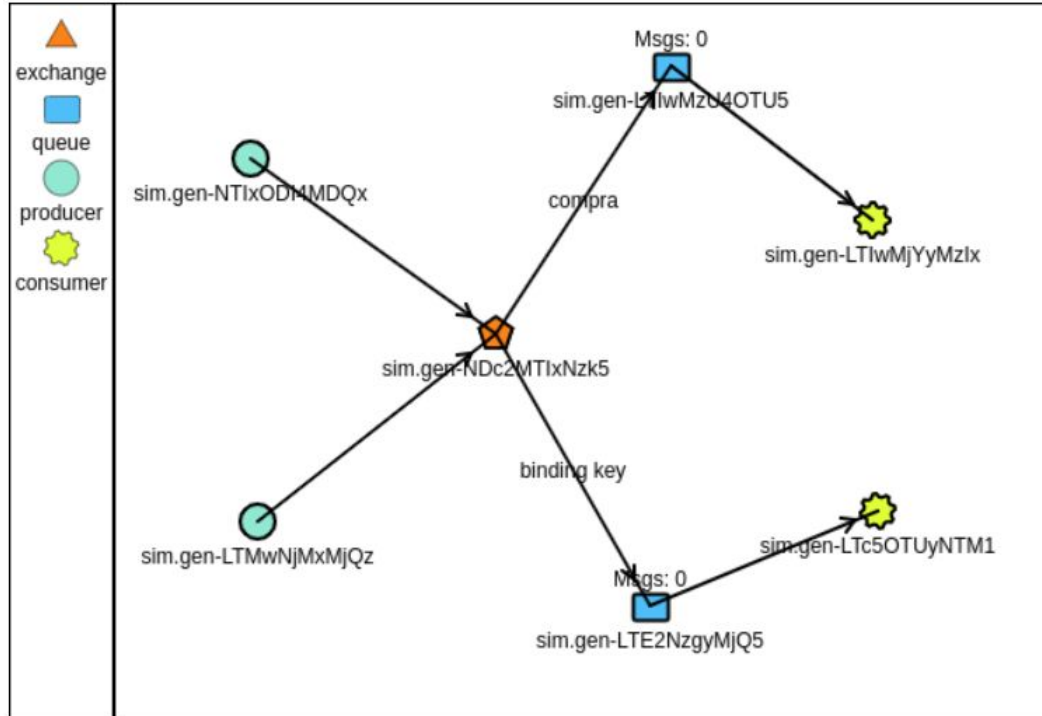 exchange
queue
producer
consumer
Msgs: 0
sim.gen-NTIxODI4MDQx
compra
sim.gen-LTIwMjYyMzIx
sim.gen-NDc2MTIxNzk5
binding key
sim.gen-LTc5OTUyNTM1
sim.gen-LTMwNjMxMjQz
Msgs: 0
sim.gen-LTE2NzgyMjQ5